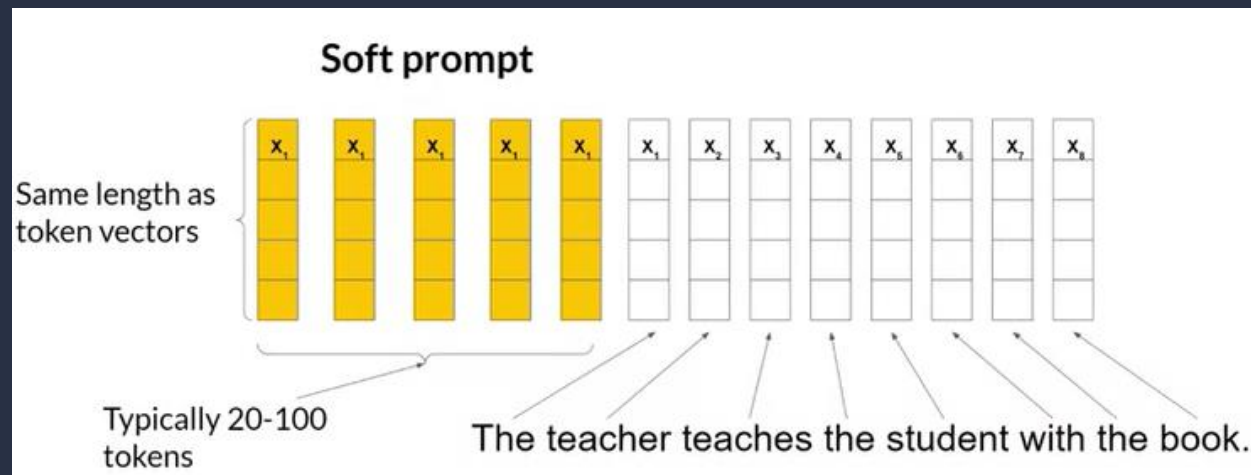 Soft prompt
X₁ X₁ X₁ X₁ X₁ X₁ X₂ X₃ X₄ X₅ X₆ X₇ X₈
Same length as
token vectors
Typically 20-100
tokens
The teacher teaches the student with the book.